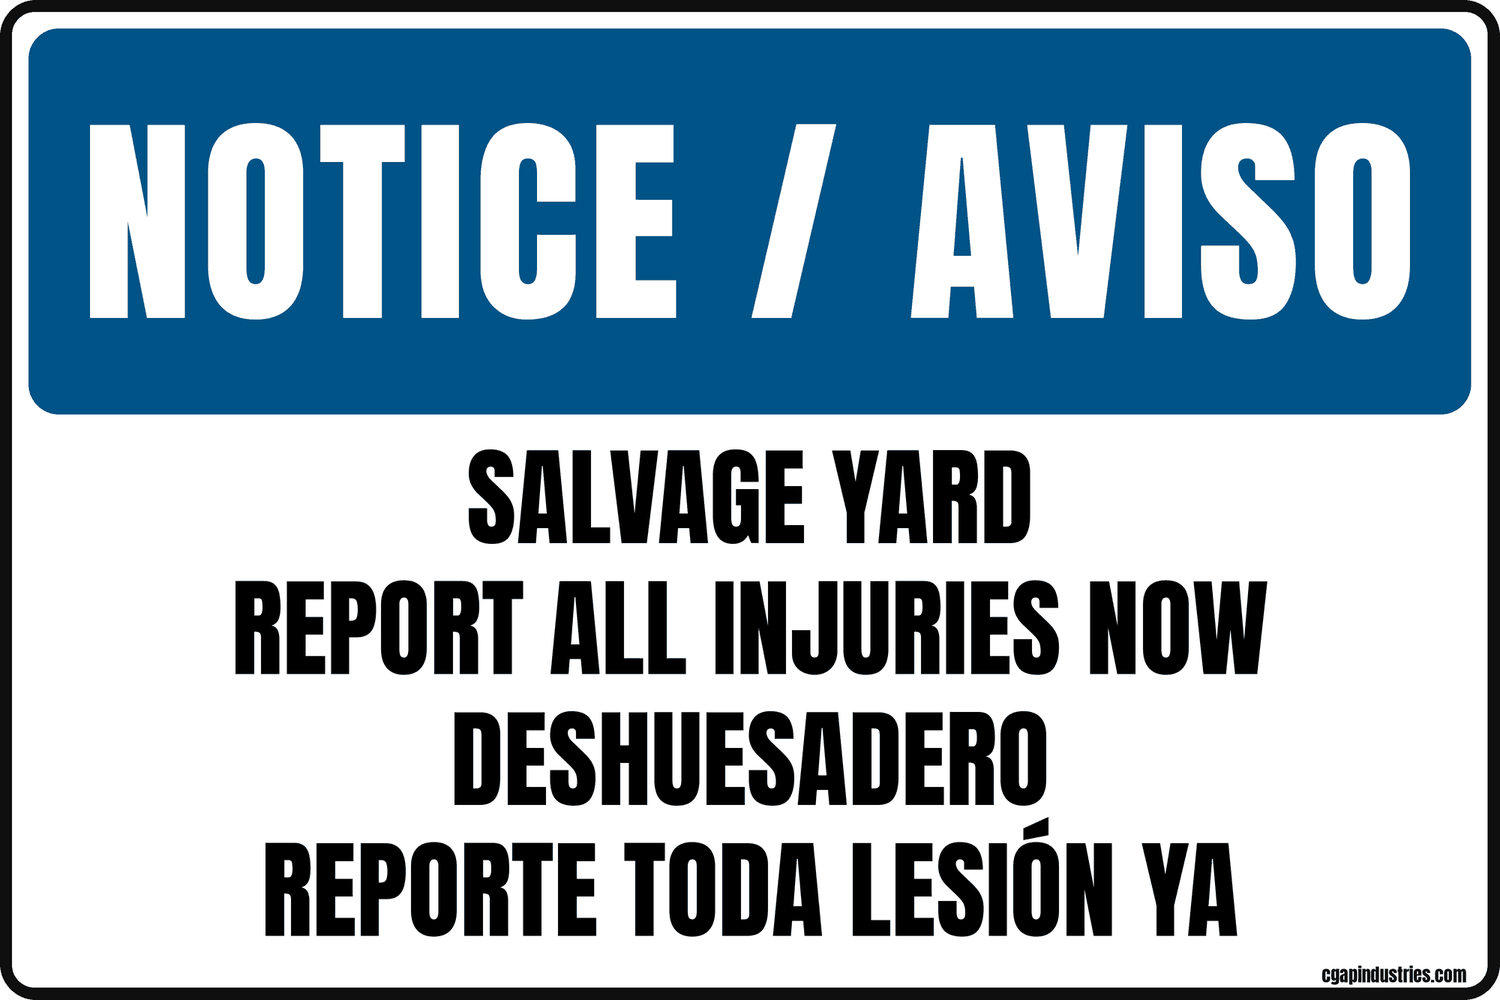 NOTICE / AVISO
SALVAGE YARD
REPORT ALL INJURIES NOW
DESHUESADERO
REPORTE TODA LESIÓN YA
cgapindustries.com